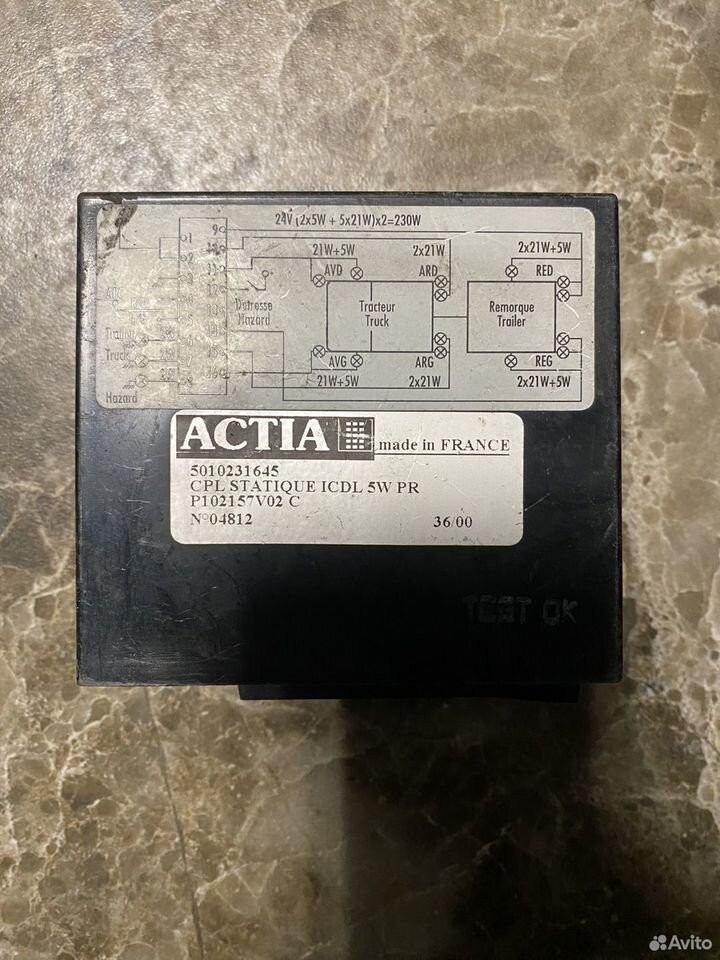 24V (2x5W + 5x21W)x2=230W
21W+5W 2x21W 2x21W+5W
AVD ARD RED
Détresse
Hazard
Tracteur
Truck
Remorque
Trailer
Truck
Hazard
AVG ARG REG
21W+5W 2x21W 2x21W+5W
ACTIA made in FRANCE
5010231645
CPL STATIQUE ICDL 5W PR
P102157V02 C
N°04812 36/00
TEST OK
Avito